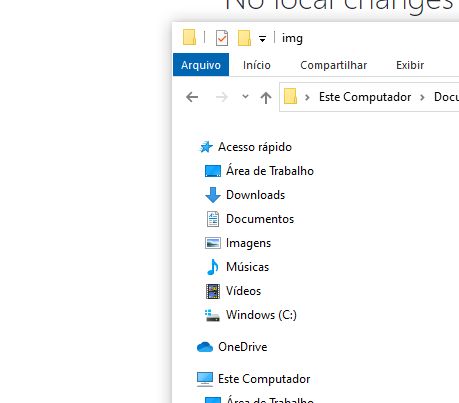 No local changes
img
Arquivo Início Compartilhar Exibir
Este Computador Docu
Acesso rápido
Área de Trabalho
Downloads
Documentos
Imagens
Músicas
Vídeos
Windows (C:)
OneDrive
Este Computador
Área de Trabalho